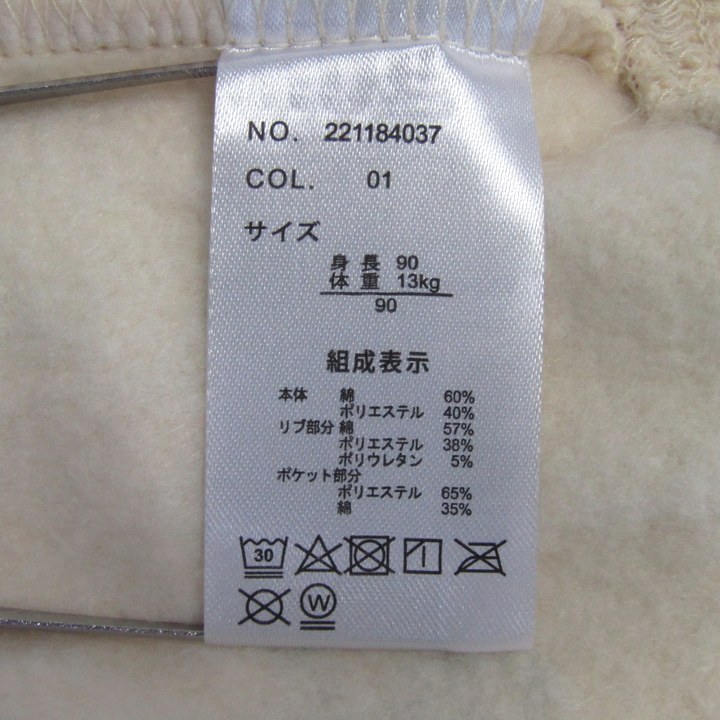 NO. 221184037
COL. 01
サイズ
身長 90
体重 13kg
90
組成表示
本体 綿 60%
ポリエステル 40%
リブ部分 綿 57%
ポリエステル 38%
ポリウレタン 5%
ポケット部分
ポリエステル 65%
綿 35%
30
W